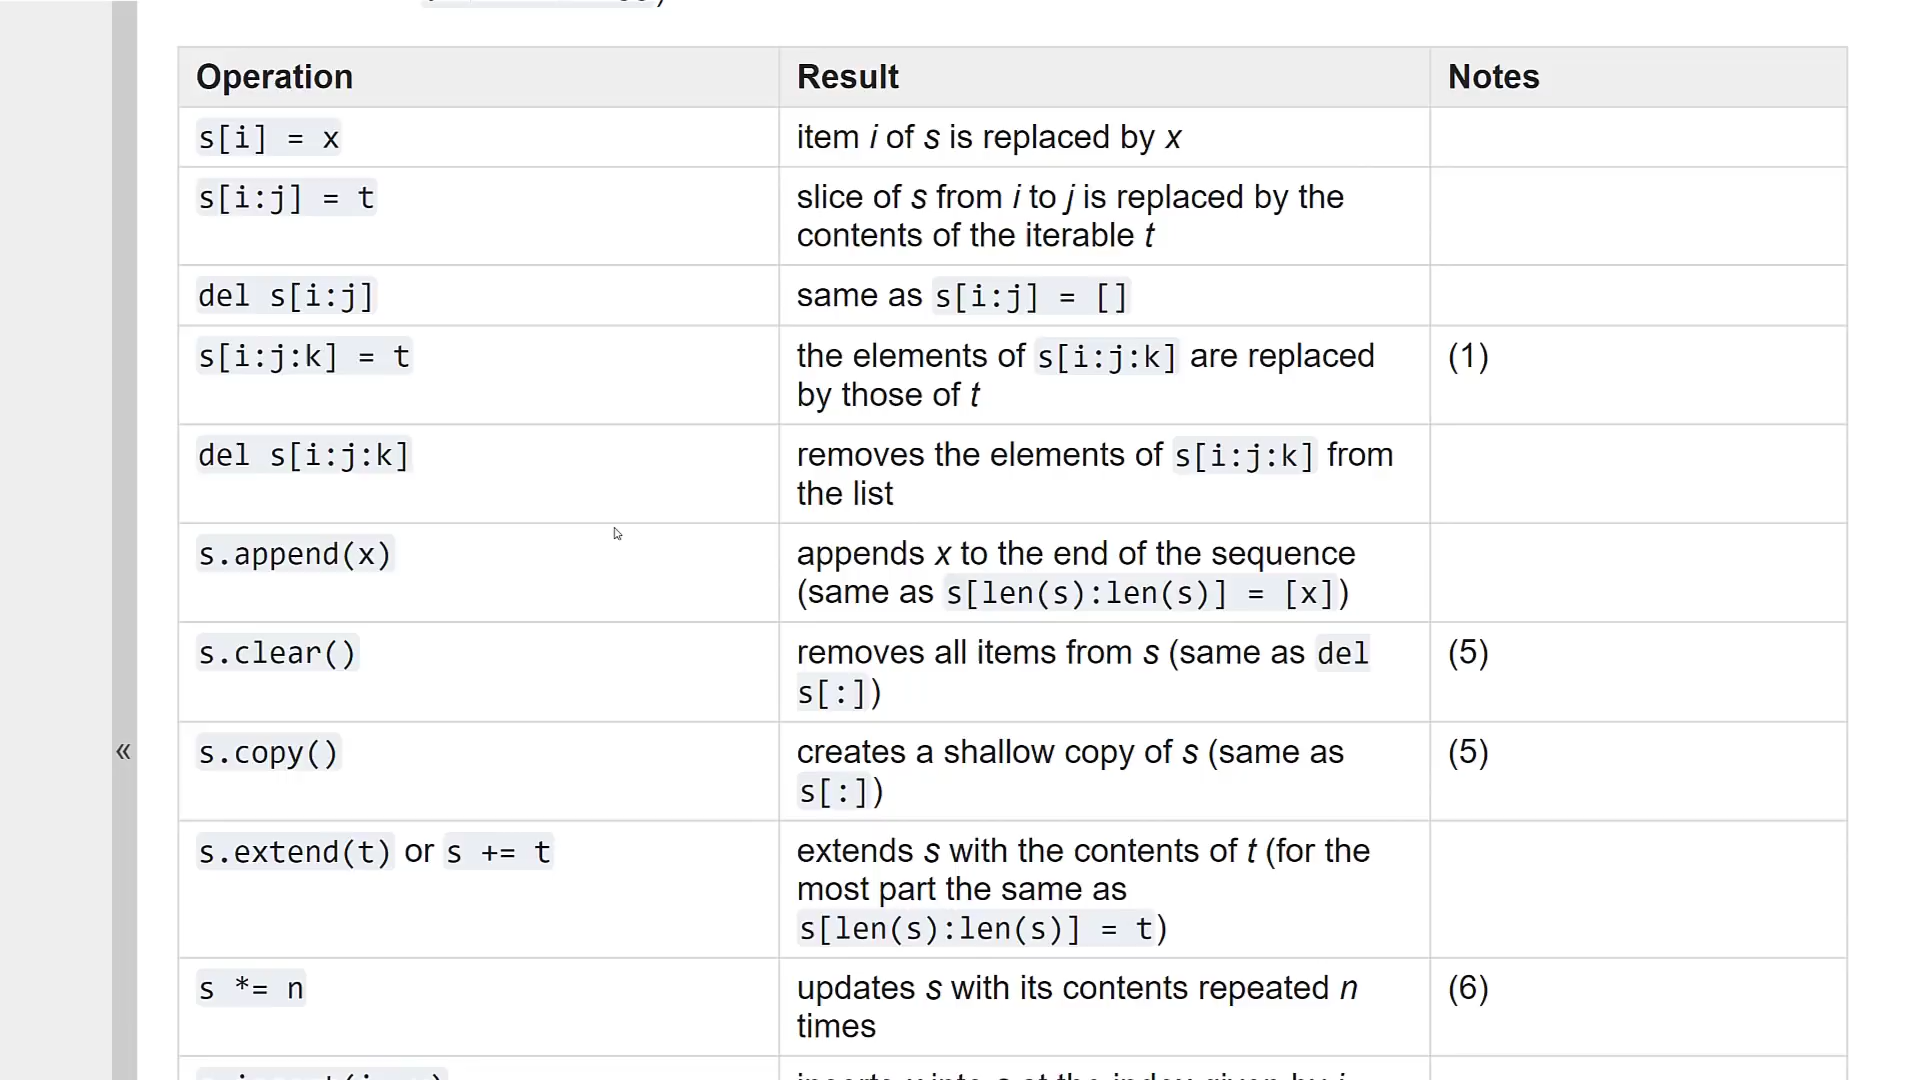 Operation Result Notes
s[i] = x item i of s is replaced by x
s[i:j] = t slice of s from i to j is replaced by the
contents of the iterable t
del s[i:j] same as s[i:j] = []
s[i:j:k] = t the elements of s[i:j:k] are replaced (1)
by those of t
del s[i:j:k] removes the elements of s[i:j:k] from
the list
s.append(x) appends x to the end of the sequence
(same as s[len(s):len(s)] = [x])
s.clear() removes all items from s (same as del (5)
s[:])
« s.copy() creates a shallow copy of s (same as (5)
s[:])
s.extend(t) or s += t extends s with the contents of t (for the
most part the same as
s[len(s):len(s)] = t)
s *= n updates s with its contents repeated n (6)
times